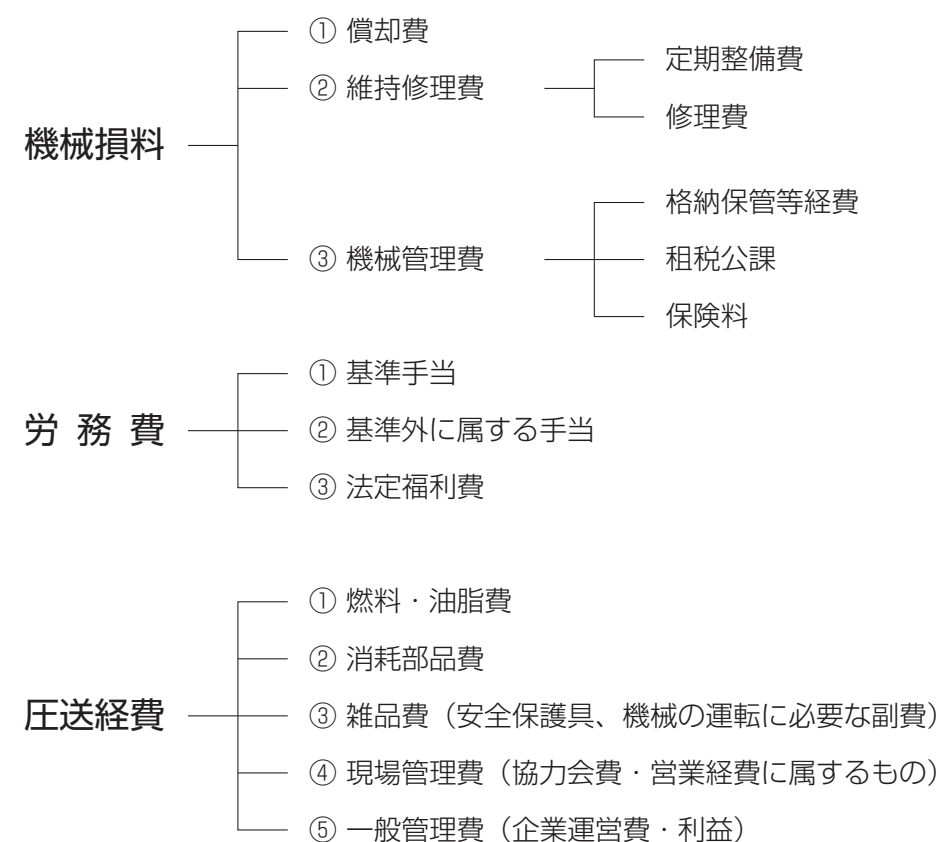 機械損料
① 償却費
② 維持修理費
定期整備費
修理費
③ 機械管理費
格納保管等経費
租税公課
保険料
労 務 費
① 基準手当
② 基準外に属する手当
③ 法定福利費
圧送経費
① 燃料・油脂費
② 消耗部品費
③ 雑品費（安全保護具、機械の運転に必要な副費）
④ 現場管理費（協力会費・営業経費に属するもの）
⑤ 一般管理費（企業運営費・利益）